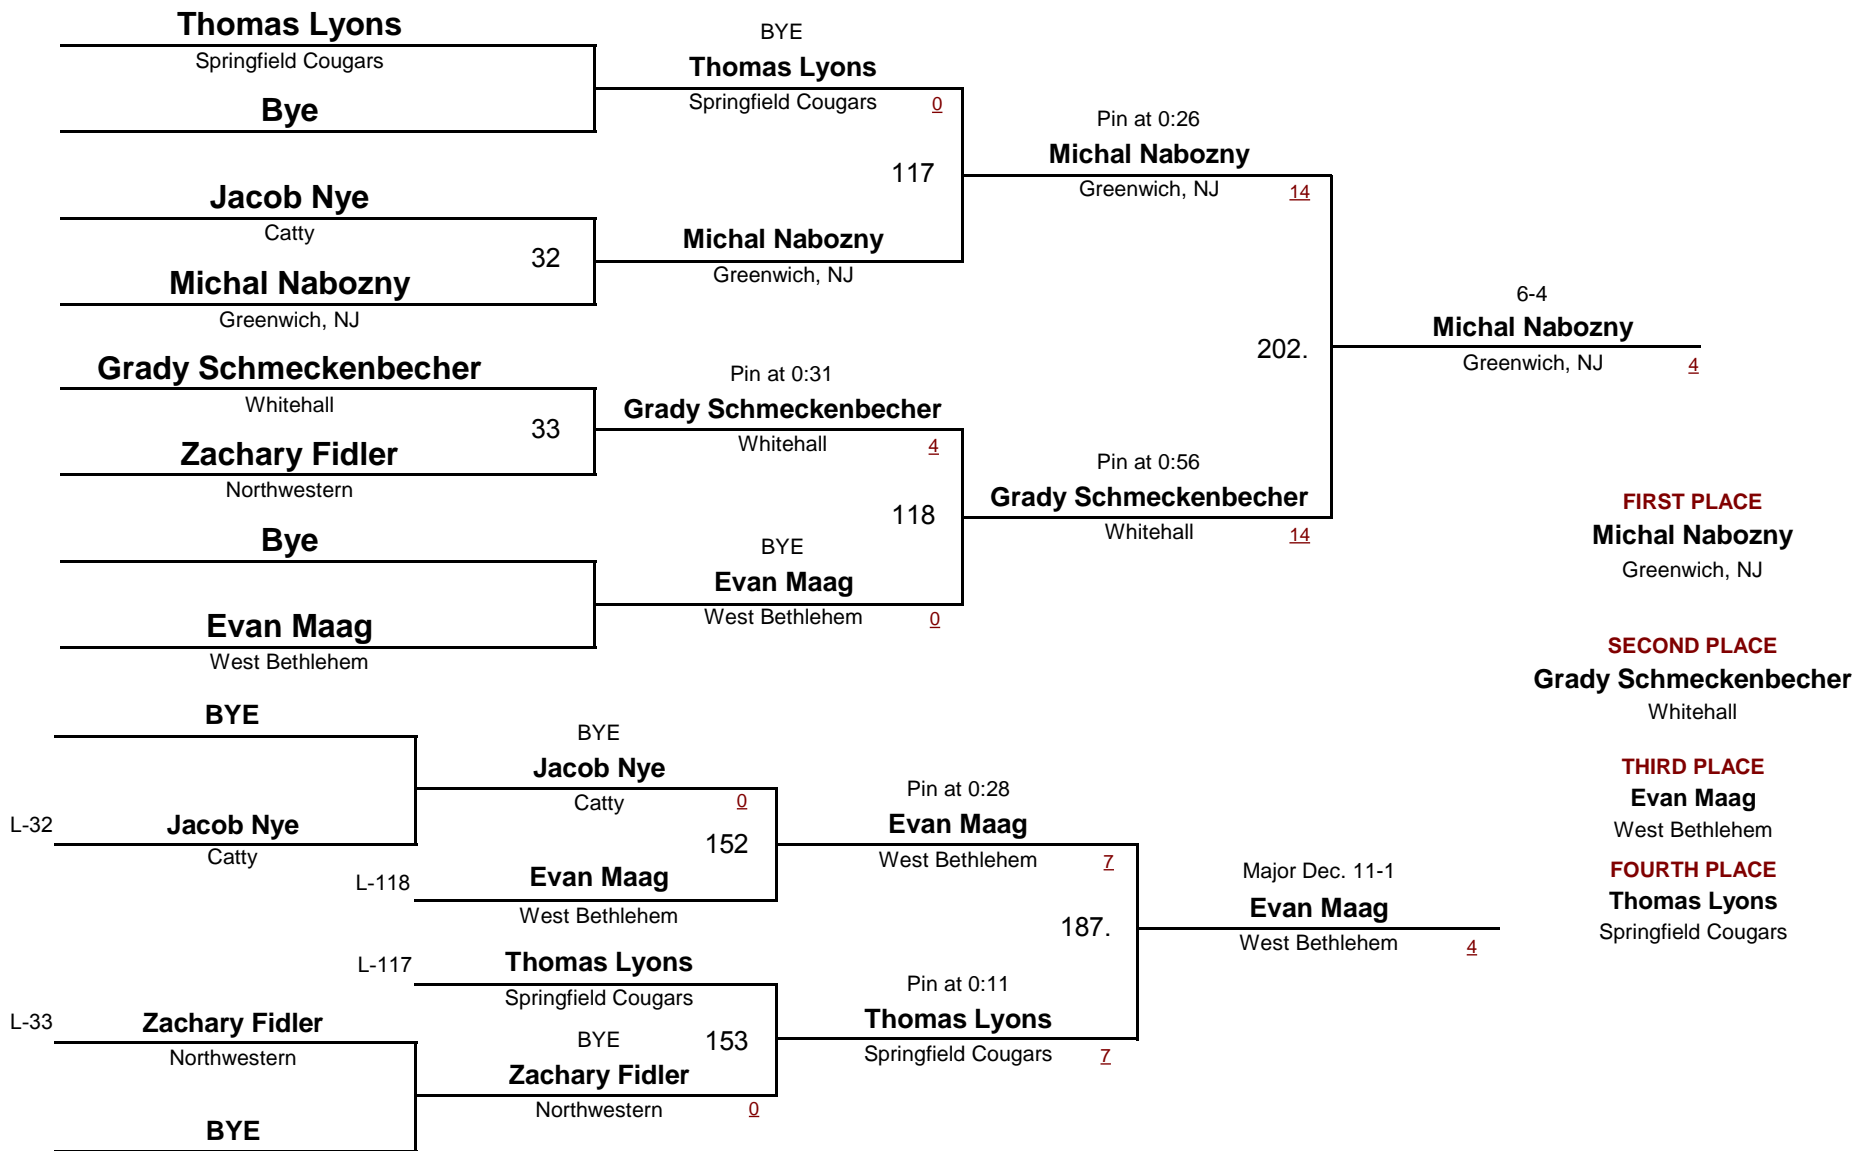 Thomas Lyons
Springfield Cougars
Bye
BYE
Thomas Lyons
Springfield Cougars 0
117
Jacob Nye
Catty
32
Michal Nabozny
Greenwich, NJ
Michal Nabozny
Greenwich, NJ
Pin at 0:26
Michal Nabozny
Greenwich, NJ 14
Grady Schmeckenbecher
Whitehall
33
Zachary Fidler
Northwestern
Pin at 0:31
Grady Schmeckenbecher
Whitehall 4
118
Bye
Evan Maag
West Bethlehem
BYE
Evan Maag
West Bethlehem 0
Pin at 0:56
Grady Schmeckenbecher
Whitehall 14
202.
6-4
Michal Nabozny
Greenwich, NJ 4
FIRST PLACE
Michal Nabozny
Greenwich, NJ
SECOND PLACE
Grady Schmeckenbecher
Whitehall
THIRD PLACE
Evan Maag
West Bethlehem
FOURTH PLACE
Thomas Lyons
Springfield Cougars
BYE
L-32 Jacob Nye
Catty
BYE
Jacob Nye
Catty 0
152
L-118 Evan Maag
West Bethlehem
Pin at 0:28
Evan Maag
West Bethlehem 7
L-117 Thomas Lyons
Springfield Cougars
L-33 Zachary Fidler
Northwestern
BYE
BYE
153
Zachary Fidler
Northwestern 0
Pin at 0:11
Thomas Lyons
Springfield Cougars 7
187.
Major Dec. 11-1
Evan Maag
West Bethlehem 4